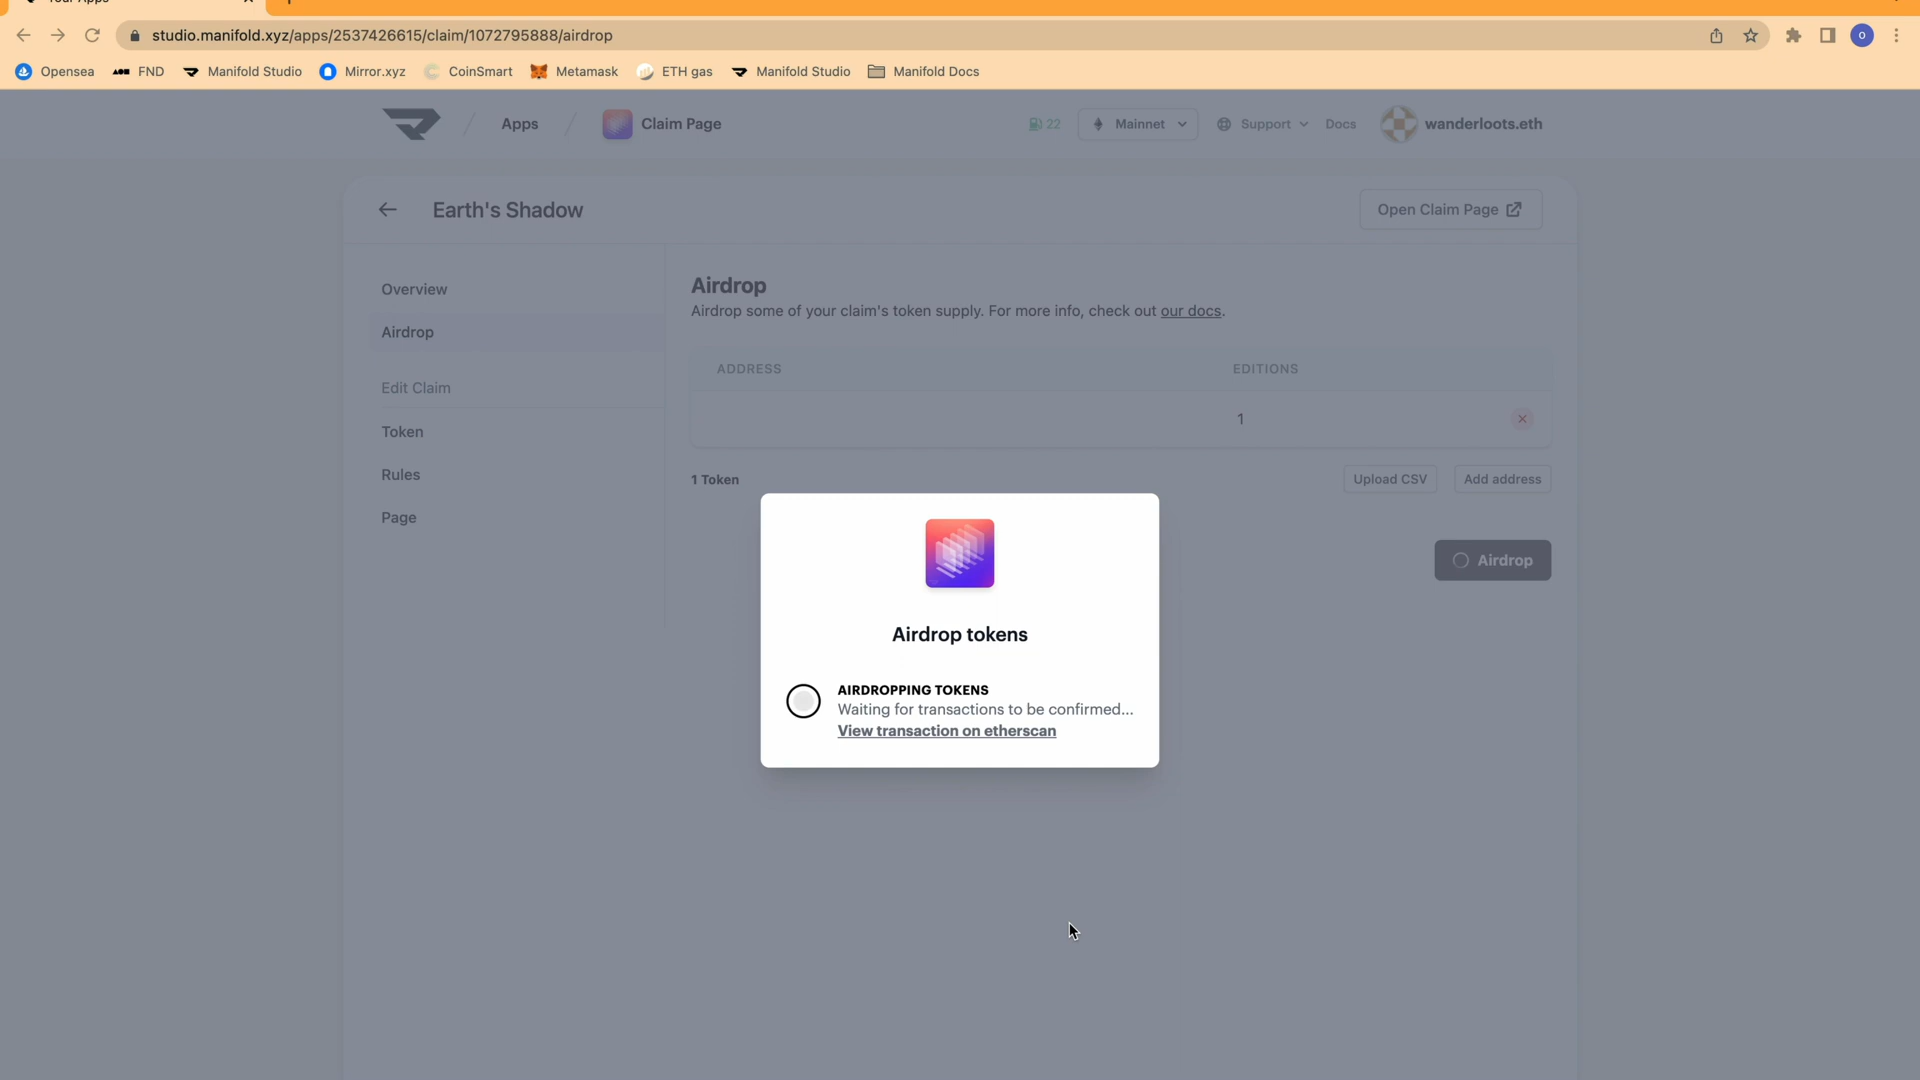 studio.manifold.xyz/apps/2537426615/claim/1072795888/airdrop
O
Opensea
FND
Manifold Studio
Mirror.xyz
CoinSmart
Metamask
ETH gas
Manifold Studio
Manifold Docs
/ Apps / Claim Page
22
Mainnet
Support
Docs
wanderloots.eth
Earth's Shadow
Open Claim Page
Overview
Airdrop
Edit Claim
Token
Rules
Page
Airdrop
Airdrop some of your claim's token supply. For more info, check out our docs.
ADDRESS EDITIONS
1
1 Token
Upload CSV
Add address
Airdrop
Airdrop tokens
AIRDROPPING TOKENS
Waiting for transactions to be confirmed...
View transaction on etherscan